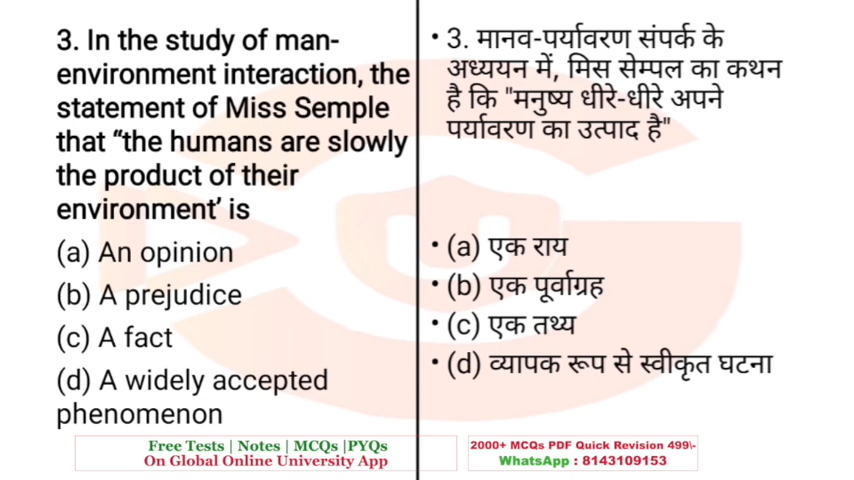 3. In the study of man-
environment interaction, the
statement of Miss Semple
that “the humans are slowly
the product of their
environment’ is
(a) An opinion
(b) A prejudice
(c) A fact
(d) A widely accepted
phenomenon
• 3. मानव-पर्यावरण संपर्क के
अध्ययन में, मिस सेम्पल का कथन
है कि "मनुष्य धीरे-धीरे अपने
पर्यावरण का उत्पाद है"
• (a) एक राय
• (b) एक पूर्वाग्रह
• (c) एक तथ्य
• (d) व्यापक रूप से स्वीकृत घटना
Free Tests | Notes | MCQs |PYQs
On Global Online University App
2000+ MCQs PDF Quick Revision 499\-
WhatsApp : 8143109153